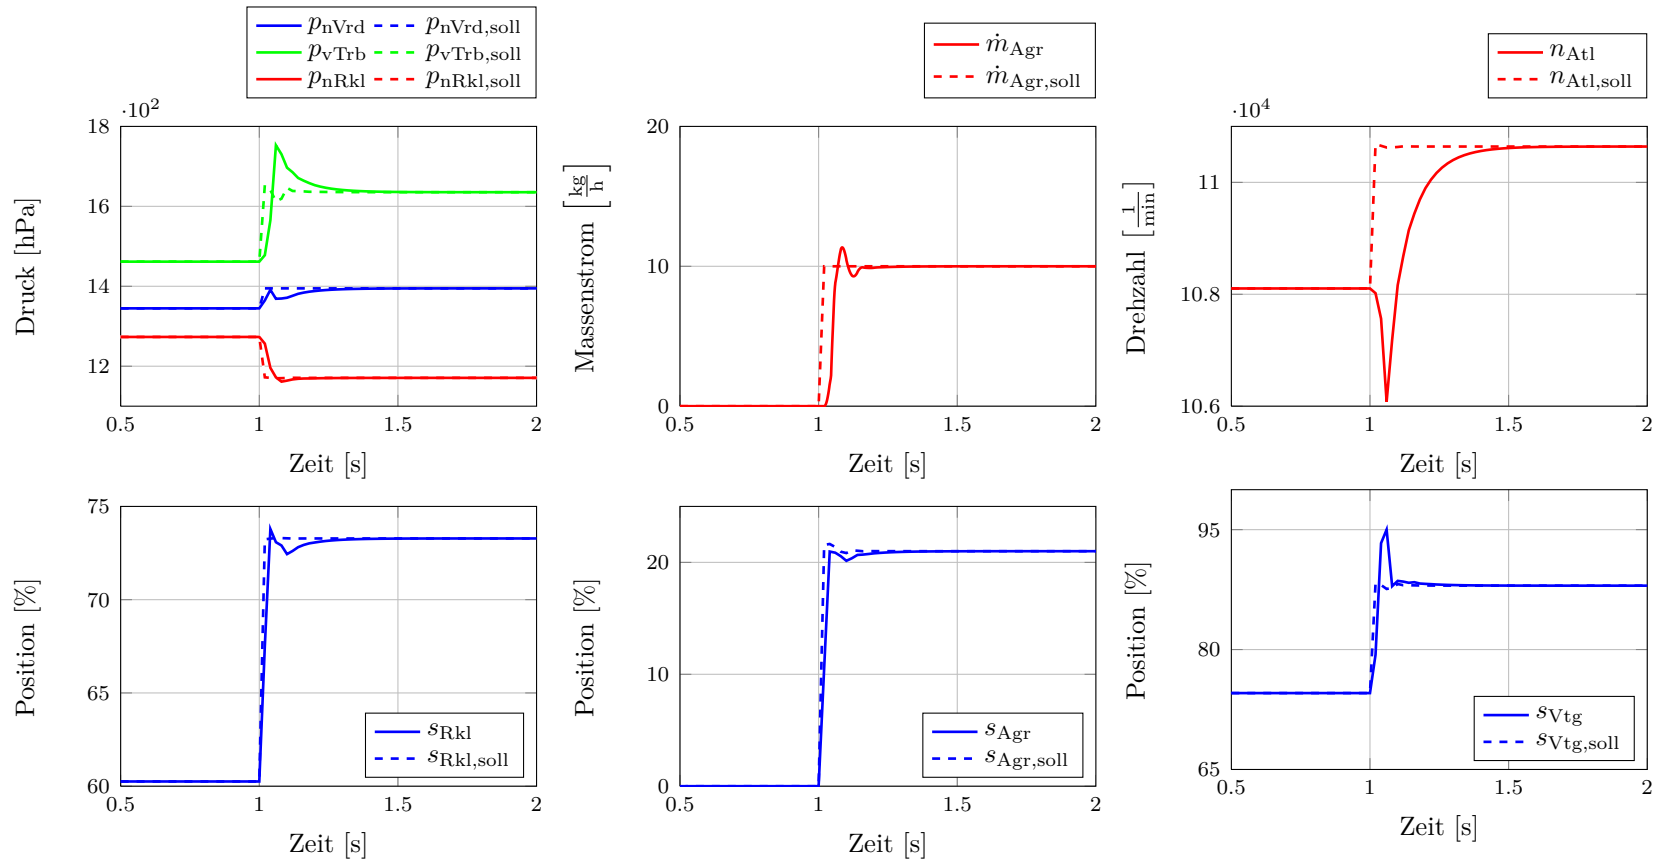 p_nVrd p_nVrd,soll
p_vTrb p_vTrb,soll
p_nRkl p_nRkl,soll
·10²
18
16
14
12
0.5 1 1.5 2
Zeit [s]
Druck [hPa]
ṁ_Agr
ṁ_Agr,soll
20
10
0
0.5 1 1.5 2
Zeit [s]
Massenstrom [kg/h]
n_Atl
n_Atl,soll
·10⁴
11
10.8
10.6
0.5 1 1.5 2
Zeit [s]
Drehzahl [1/min]
75
70
65
60
s_Rkl
s_Rkl,soll
0.5 1 1.5 2
Zeit [s]
Position [%]
20
10
0
s_Agr
s_Agr,soll
0.5 1 1.5 2
Zeit [s]
Position [%]
95
80
65
s_Vtg
s_Vtg,soll
0.5 1 1.5 2
Zeit [s]
Position [%]